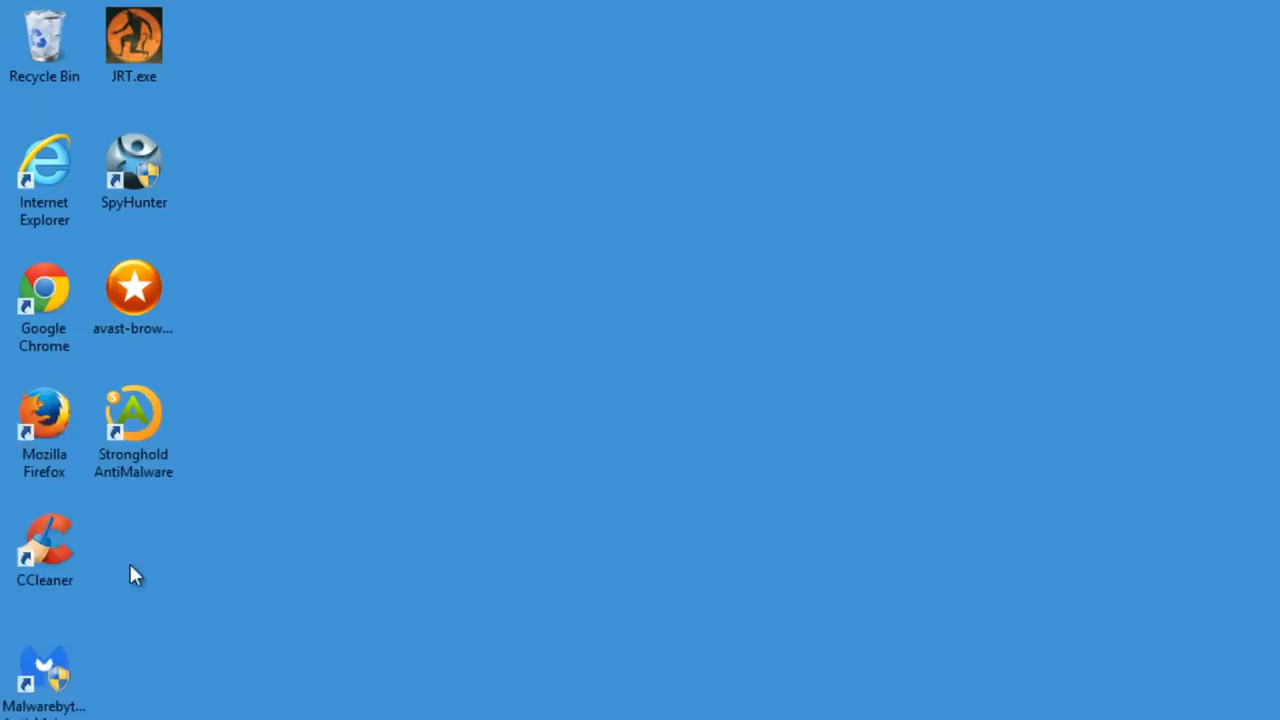 Recycle Bin
JRT.exe
Internet
Explorer
SpyHunter
Google
Chrome
avast-brow...
Mozilla
Firefox
Stronghold
AntiMalware
CCleaner
Malwarebyt...